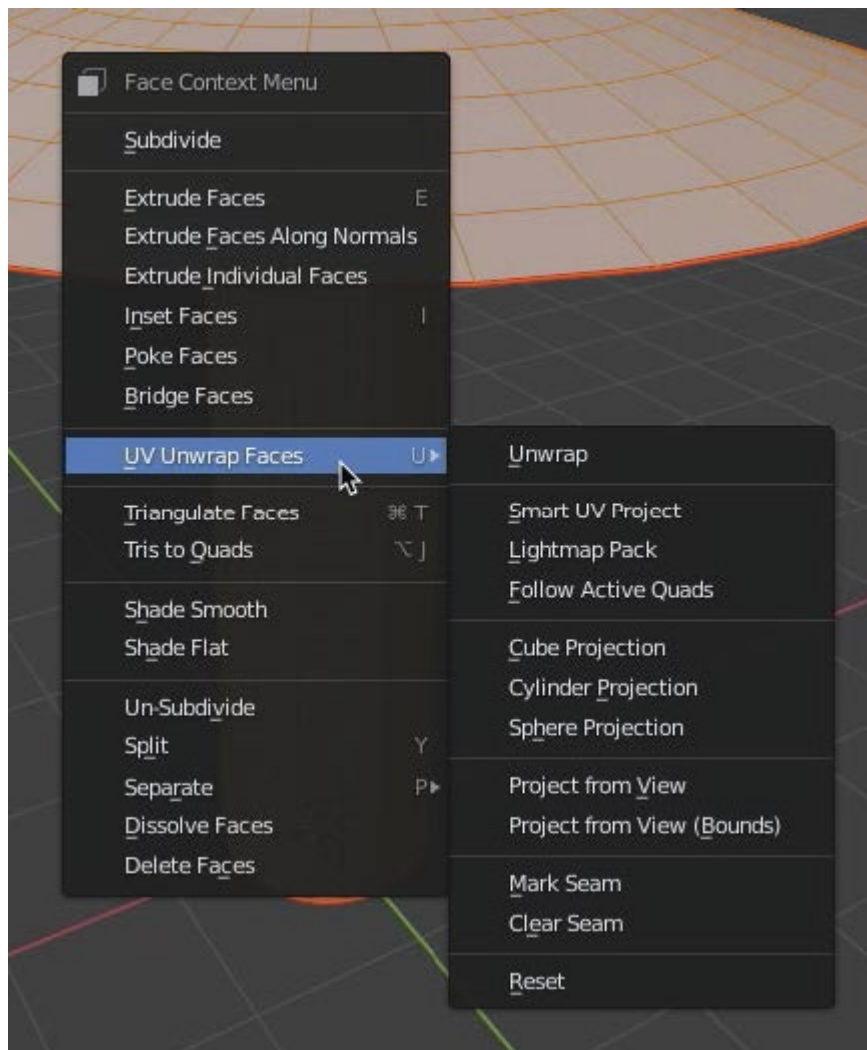 Face Context Menu
Subdivide
Extrude Faces E
Extrude Faces Along Normals
Extrude Individual Faces
Inset Faces I
Poke Faces
Bridge Faces
UV Unwrap Faces U
Triangulate Faces ⌘ T
Tris to Quads ⌥ J
Shade Smooth
Shade Flat
Un-Subdivide
Split Y
Separate P
Dissolve Faces
Delete Faces
Unwrap
Smart UV Project
Lightmap Pack
Follow Active Quads
Cube Projection
Cylinder Projection
Sphere Projection
Project from View
Project from View (Bounds)
Mark Seam
Clear Seam
Reset